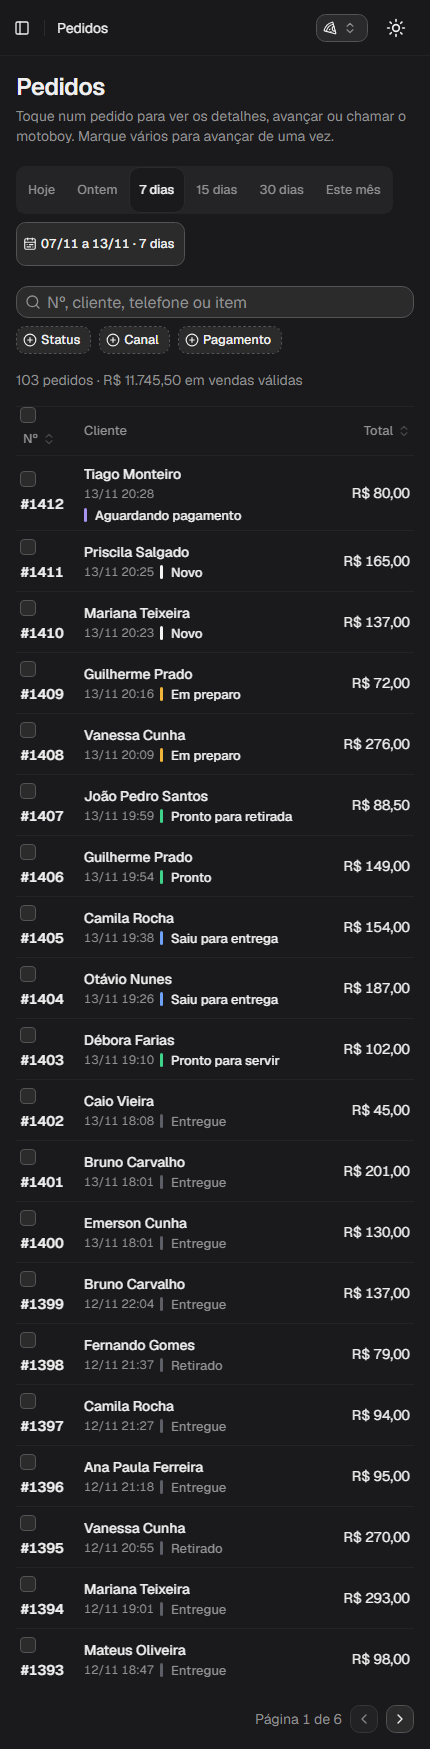 Pedidos
Pedidos
Toque num pedido para ver os detalhes, avançar ou chamar o
motoboy. Marque vários para avançar de uma vez.
Hoje Ontem 7 dias 15 dias 30 dias Este mês
07/11 a 13/11 · 7 dias
Nº, cliente, telefone ou item
Status Canal Pagamento
103 pedidos · R$ 11.745,50 em vendas válidas
Nº Cliente Total
Tiago Monteiro
#1412 13/11 20:28 R$ 80,00
Aguardando pagamento
Priscila Salgado
#1411 13/11 20:25 Novo R$ 165,00
Mariana Teixeira
#1410 13/11 20:23 Novo R$ 137,00
Guilherme Prado
#1409 13/11 20:16 Em preparo R$ 72,00
Vanessa Cunha
#1408 13/11 20:09 Em preparo R$ 276,00
João Pedro Santos
#1407 13/11 19:59 Pronto para retirada R$ 88,50
Guilherme Prado
#1406 13/11 19:54 Pronto R$ 149,00
Camila Rocha
#1405 13/11 19:38 Saiu para entrega R$ 154,00
Otávio Nunes
#1404 13/11 19:26 Saiu para entrega R$ 187,00
Débora Farias
#1403 13/11 19:10 Pronto para servir R$ 102,00
Caio Vieira
#1402 13/11 18:08 Entregue R$ 45,00
Bruno Carvalho
#1401 13/11 18:01 Entregue R$ 201,00
Emerson Cunha
#1400 13/11 18:01 Entregue R$ 130,00
Bruno Carvalho
#1399 12/11 22:04 Entregue R$ 137,00
Fernando Gomes
#1398 12/11 21:37 Retirado R$ 79,00
Camila Rocha
#1397 12/11 21:27 Entregue R$ 94,00
Ana Paula Ferreira
#1396 12/11 21:18 Entregue R$ 95,00
Vanessa Cunha
#1395 12/11 20:55 Retirado R$ 270,00
Mariana Teixeira
#1394 12/11 19:01 Entregue R$ 293,00
Mateus Oliveira
#1393 12/11 18:47 Entregue R$ 98,00
Página 1 de 6